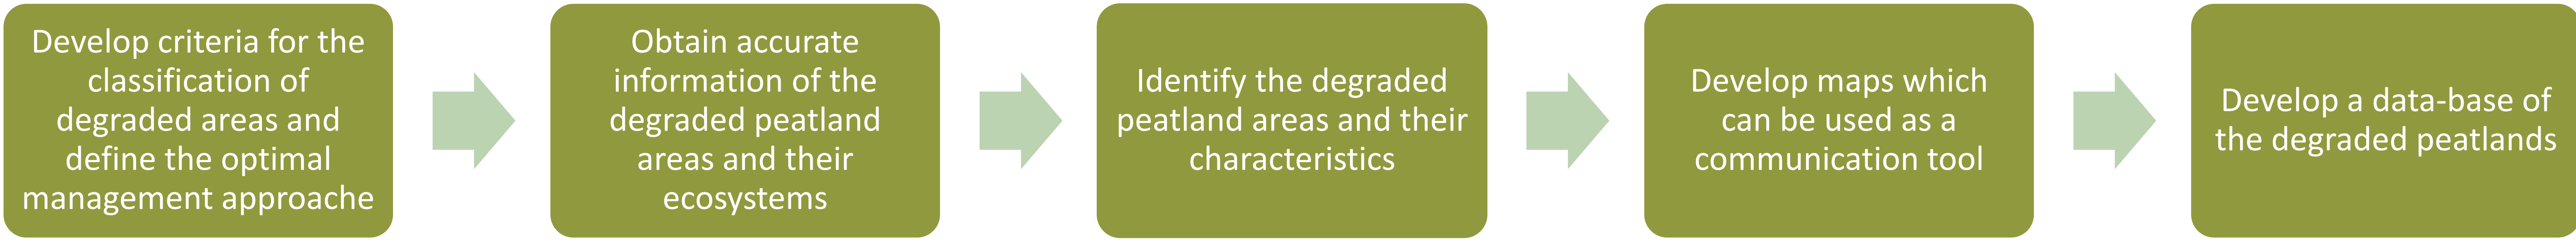 Develop criteria for the
classification of
degraded areas and
define the optimal
management approache
Obtain accurate
information of the
degraded peatland
areas and their
ecosystems
Identify the degraded
peatland areas and their
characteristics
Develop maps which
can be used as a
communication tool
Develop a data-base of
the degraded peatlands